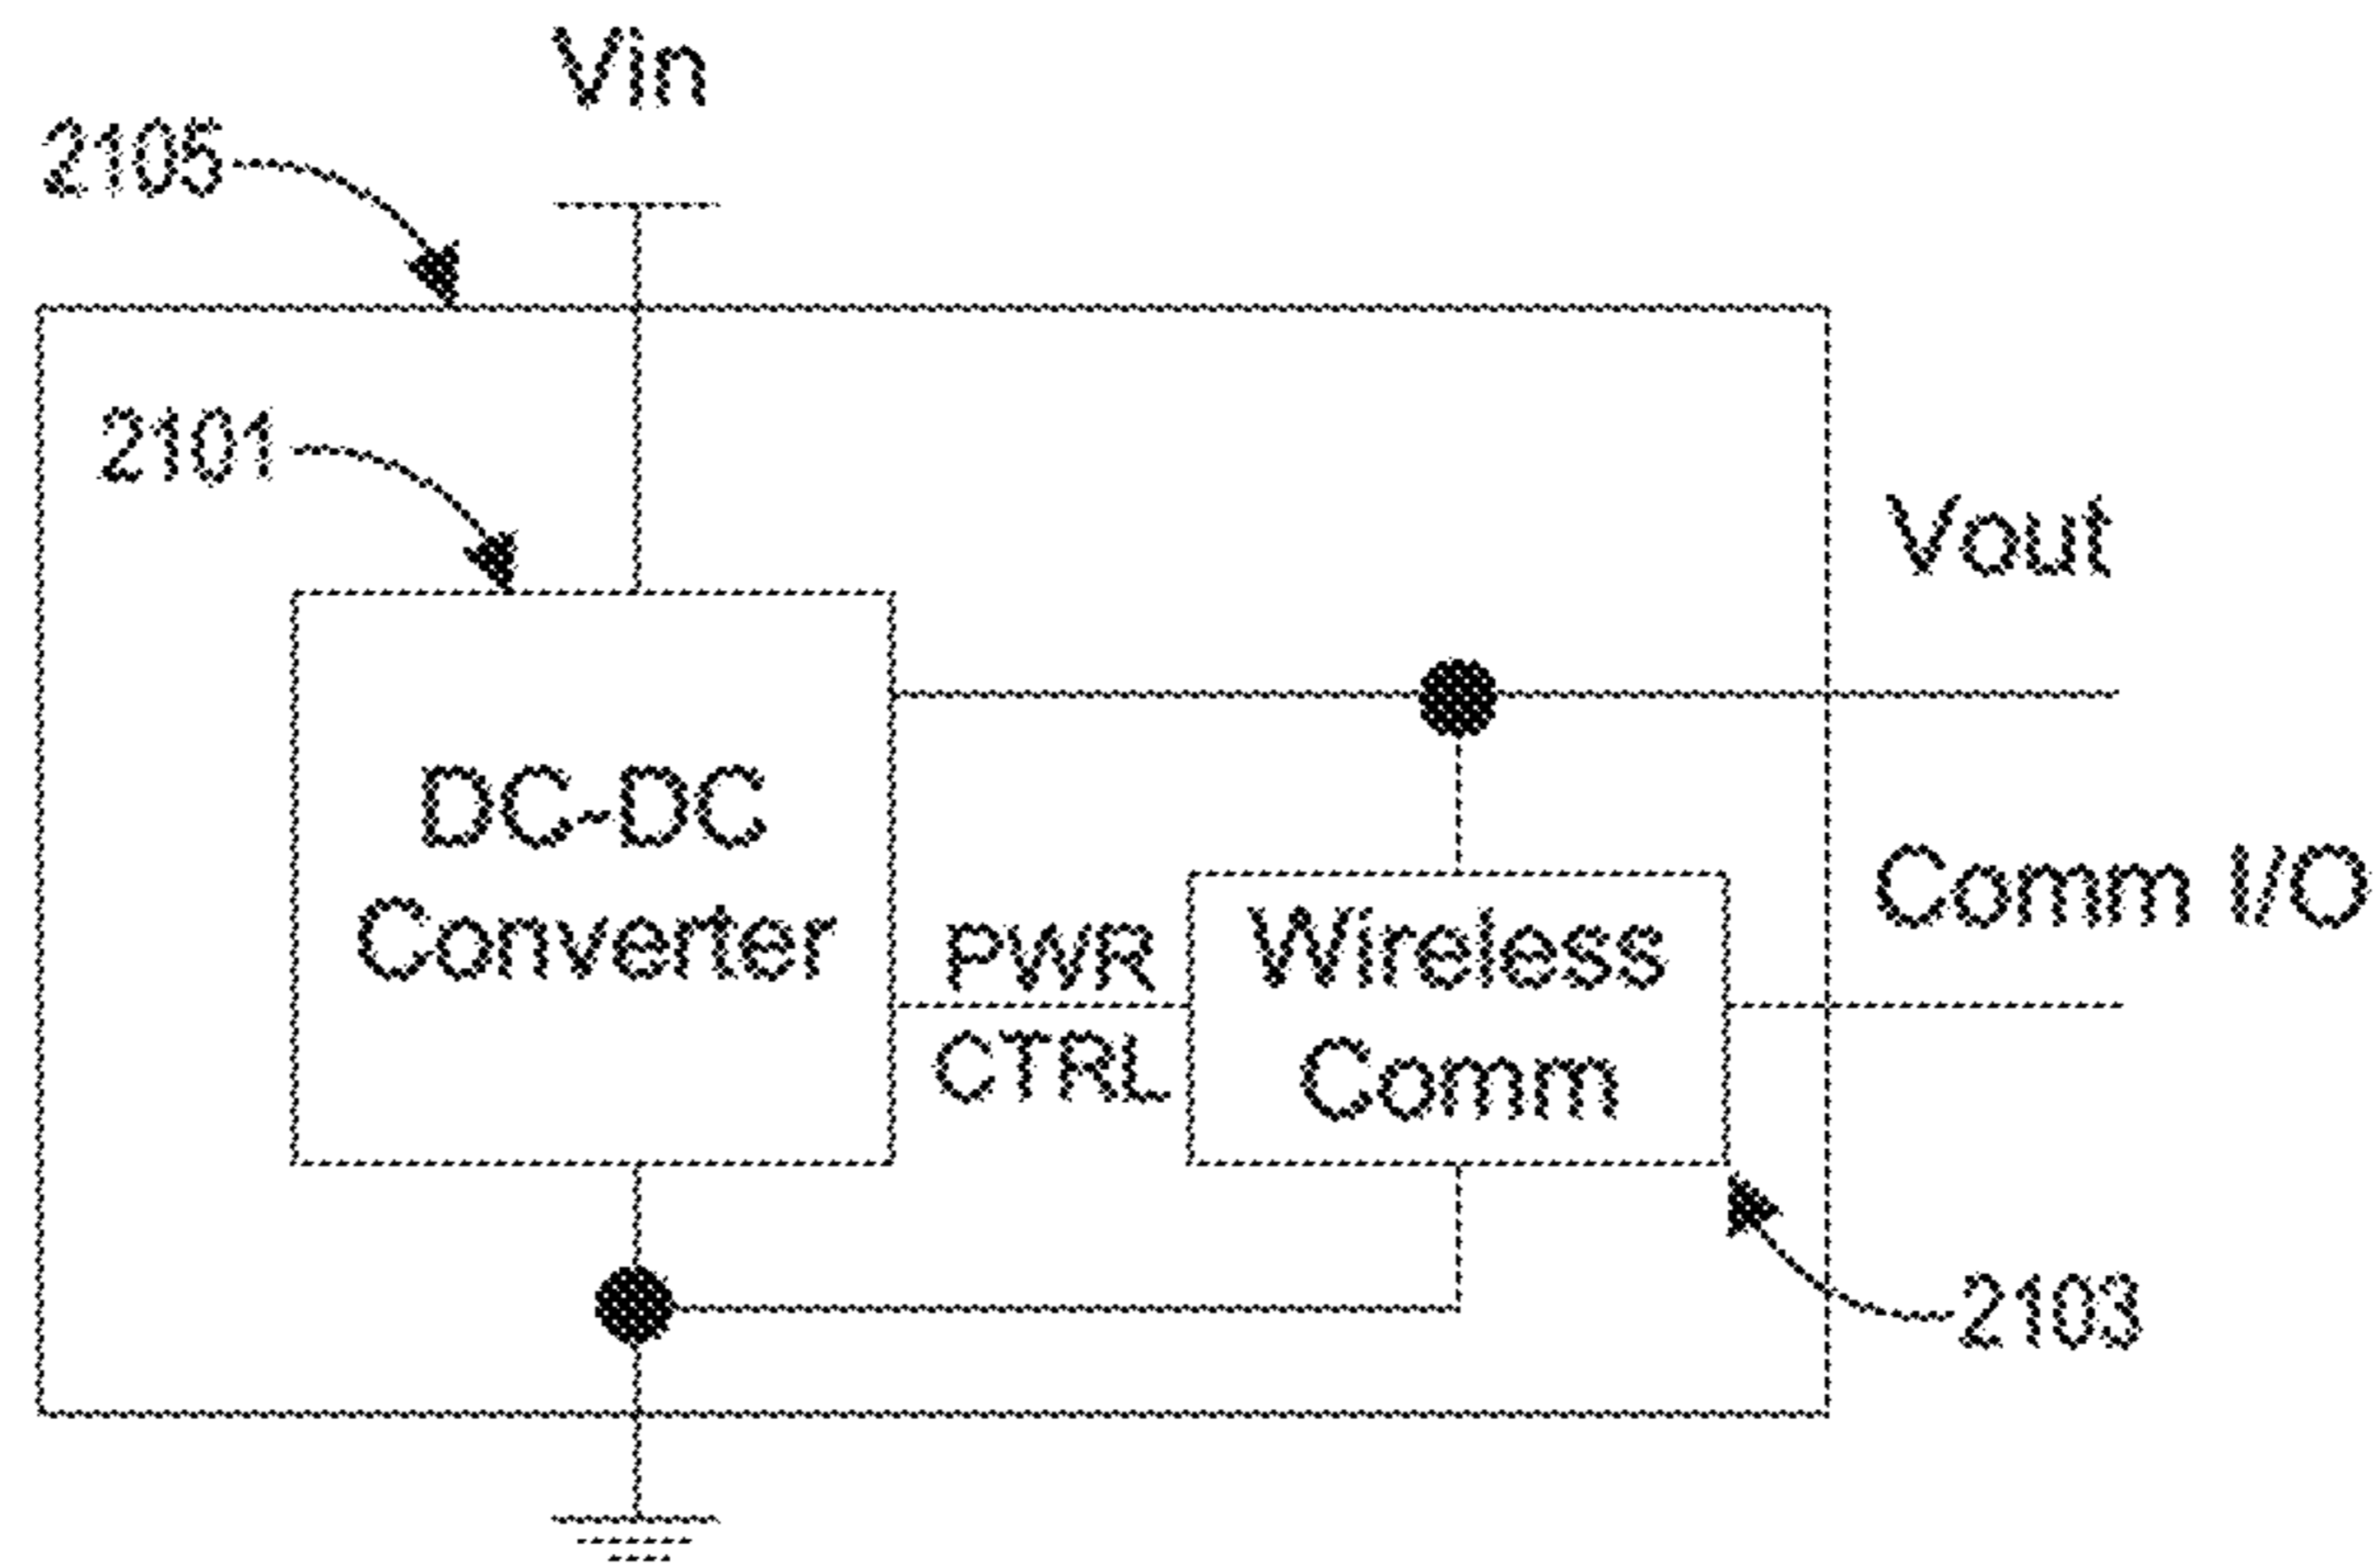 Vin
2105
2101
Vout
DC-DC
Converter
PWR
CTRL
Wireless
Comm
Comm I/O
2103